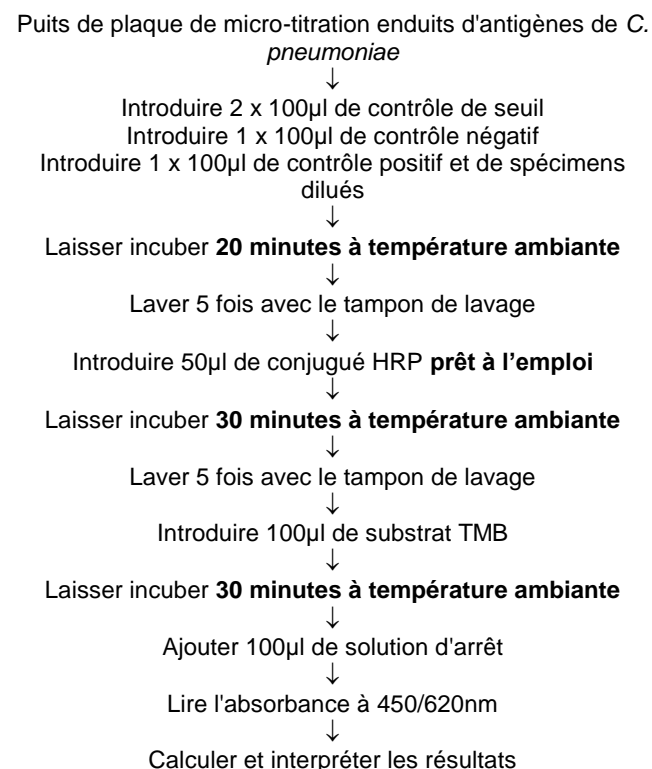 Puits de plaque de micro-titration enduits d'antigènes de C.
pneumoniae
↓
Introduire 2 x 100µl de contrôle de seuil
Introduire 1 x 100µl de contrôle négatif
Introduire 1 x 100µl de contrôle positif et de spécimens
dilués
↓
Laisser incuber 20 minutes à température ambiante
↓
Laver 5 fois avec le tampon de lavage
↓
Introduire 50µl de conjugué HRP prêt à l’emploi
↓
Laisser incuber 30 minutes à température ambiante
↓
Laver 5 fois avec le tampon de lavage
↓
Introduire 100µl de substrat TMB
↓
Laisser incuber 30 minutes à température ambiante
↓
Ajouter 100µl de solution d'arrêt
↓
Lire l'absorbance à 450/620nm
↓
Calculer et interpréter les résultats